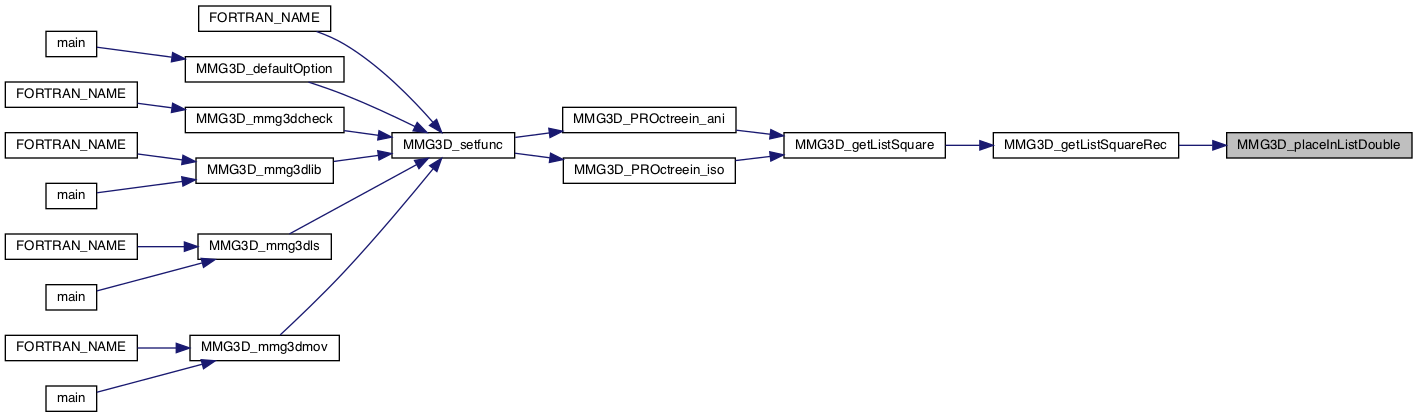 FORTRAN_NAME
main
MMG3D_defaultOption
FORTRAN_NAME
MMG3D_mmg3dcheck
MMG3D_PROctreein_ani
FORTRAN_NAME
MMG3D_setfunc
MMG3D_getListSquare
MMG3D_getListSquareRec
MMG3D_placeInListDouble
MMG3D_mmg3dlib
MMG3D_PROctreein_iso
main
FORTRAN_NAME
MMG3D_mmg3dls
main
FORTRAN_NAME
MMG3D_mmg3dmov
main